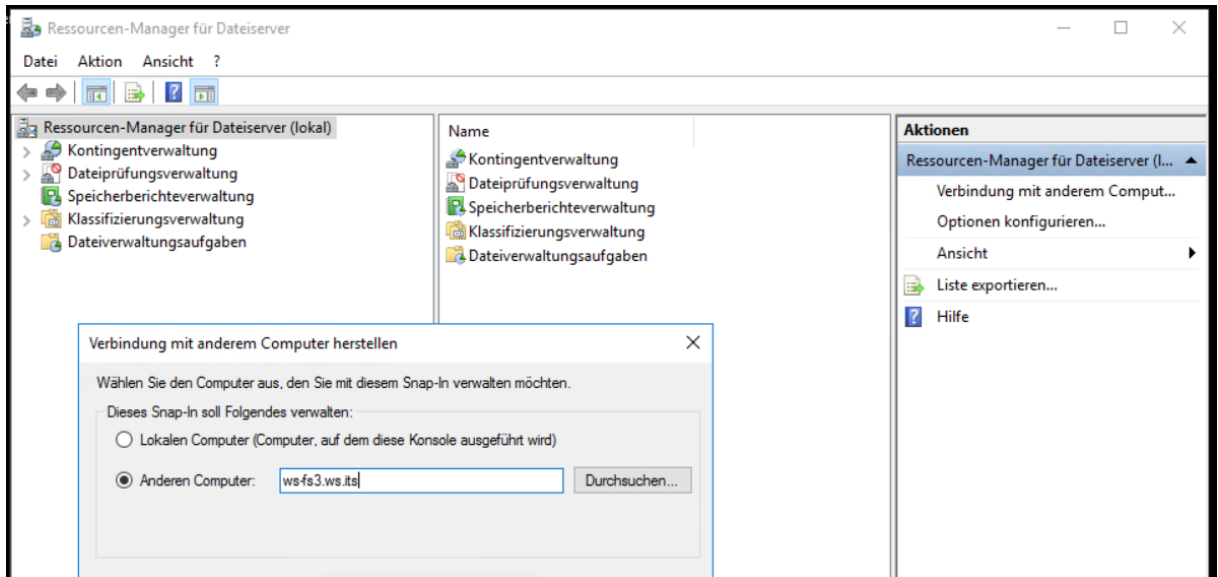 Ressourcen-Manager für Dateiserver
Datei Aktion Ansicht ?
Ressourcen-Manager für Dateiserver (lokal)
Kontingentverwaltung
Dateiprüfungsverwaltung
Speicherberichteverwaltung
Klassifizierungsverwaltung
Dateiverwaltungsaufgaben
Name
Kontingentverwaltung
Dateiprüfungsverwaltung
Speicherberichteverwaltung
Klassifizierungsverwaltung
Dateiverwaltungsaufgaben
Aktionen
Ressourcen-Manager für Dateiserver (l...
Verbindung mit anderem Comput...
Optionen konfigurieren...
Ansicht
Liste exportieren...
Hilfe
Verbindung mit anderem Computer herstellen
Wählen Sie den Computer aus, den Sie mit diesem Snap-In verwalten möchten.
Dieses Snap-In soll Folgendes verwalten:
Lokalen Computer (Computer, auf dem diese Konsole ausgeführt wird)
Anderen Computer: ws-fs3.ws.its Durchsuchen...